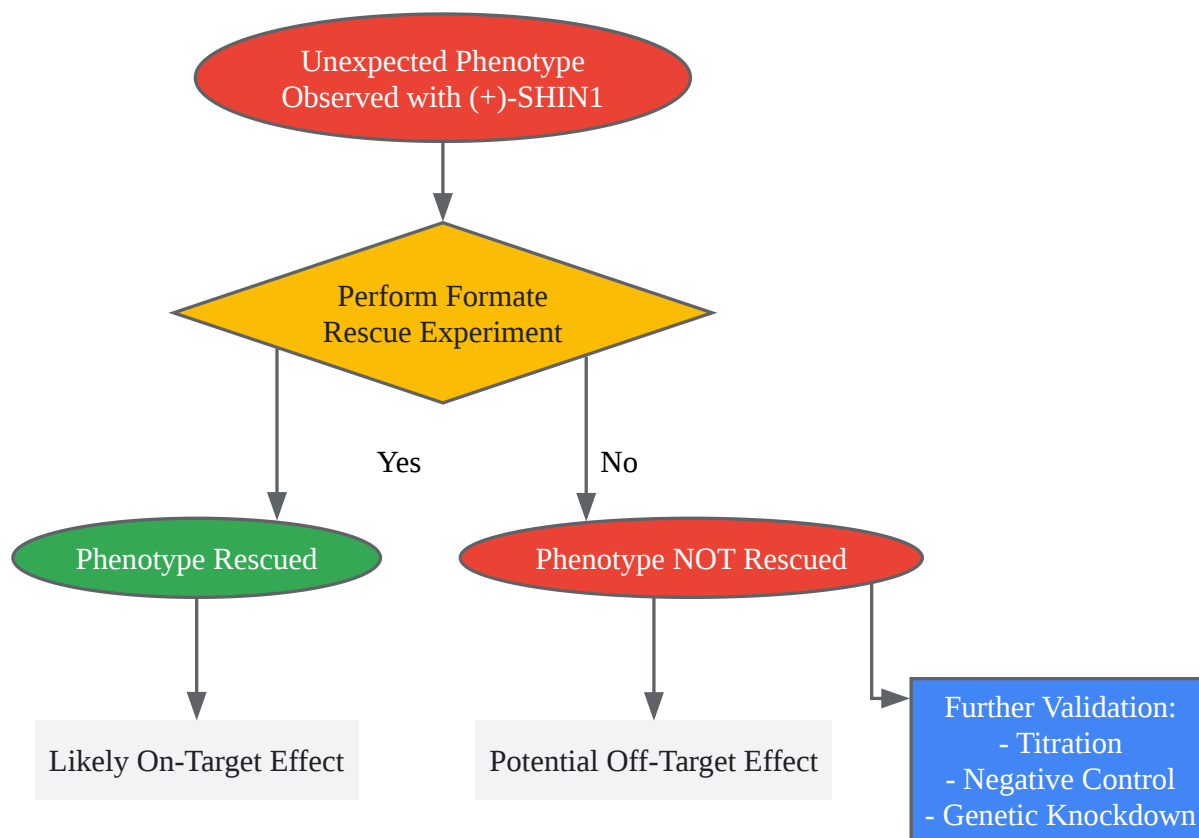 Unexpected Phenotype
Observed with (+)-SHIN1
Perform Formate
Rescue Experiment
Yes
No
Phenotype Rescued
Phenotype NOT Rescued
Likely On-Target Effect
Potential Off-Target Effect
Further Validation:
- Titration
- Negative Control
- Genetic Knockdown